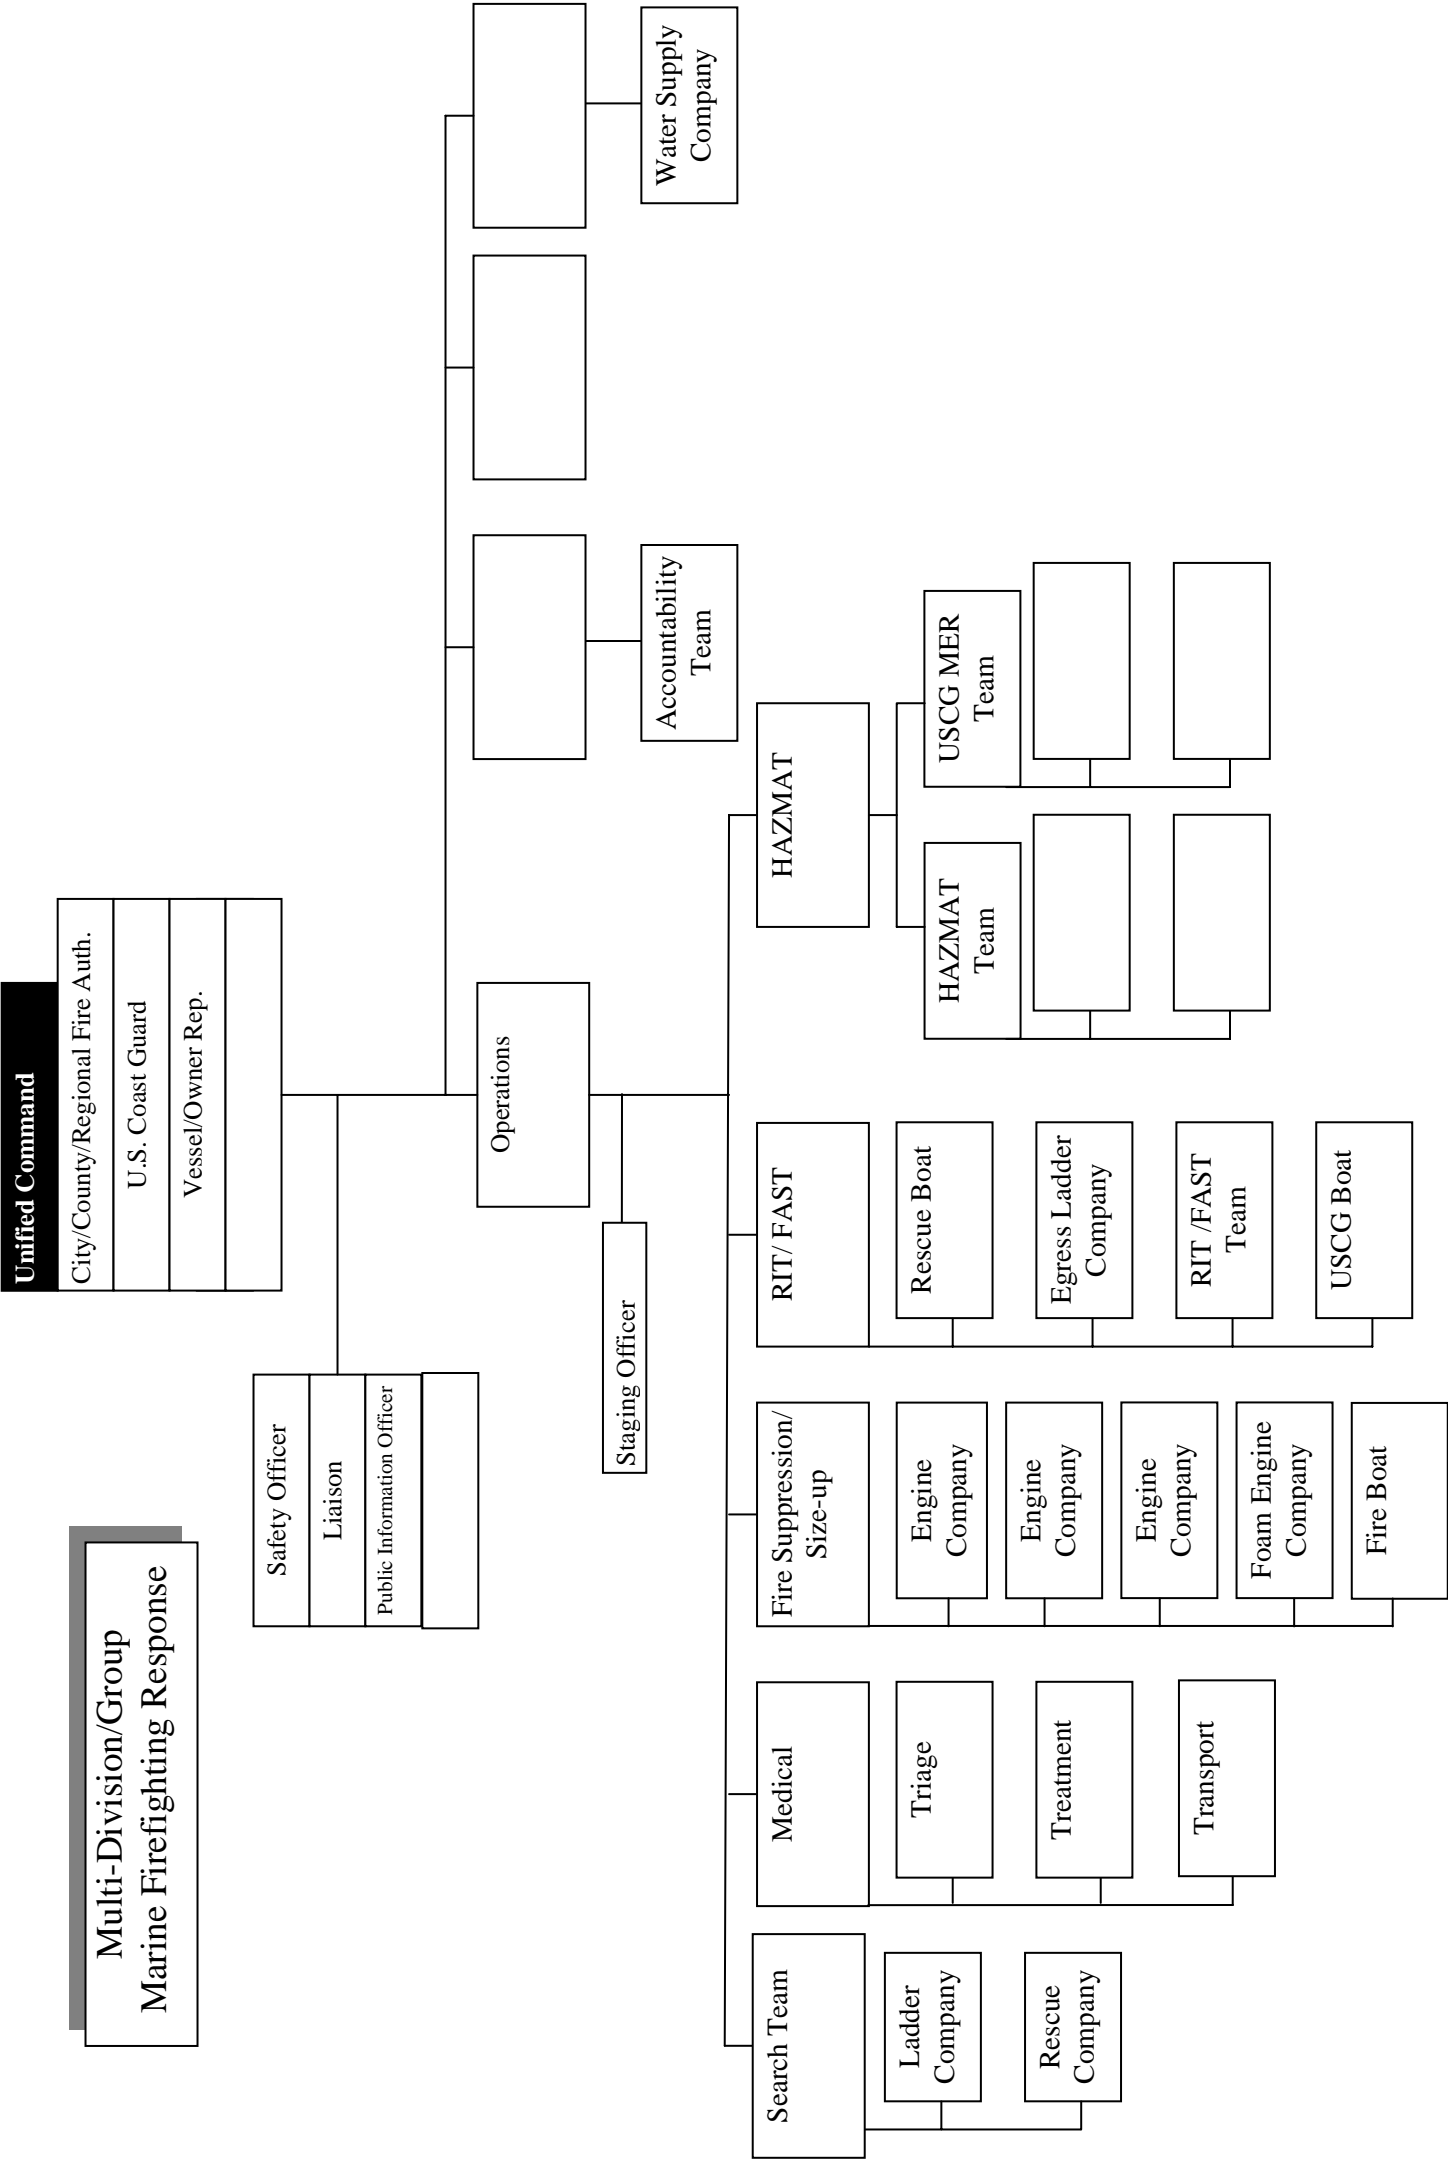 Multi-Division/Group
Marine Firefighting Response
Unified Command
City/County/Regional Fire Auth.
U.S. Coast Guard
Vessel/Owner Rep.
Safety Officer
Liaison
Public Information Officer
Operations
Staging Officer
Accountability
Team
Water Supply
Company
Search Team
Ladder
Company
Rescue
Company
Medical
Triage
Treatment
Transport
Fire Suppression/
Size-up
Engine
Company
Engine
Company
Engine
Company
Foam Engine
Company
Fire Boat
RIT/ FAST
Rescue Boat
Egress Ladder
Company
RIT /FAST
Team
USCG Boat
HAZMAT
HAZMAT
Team
USCG MER
Team